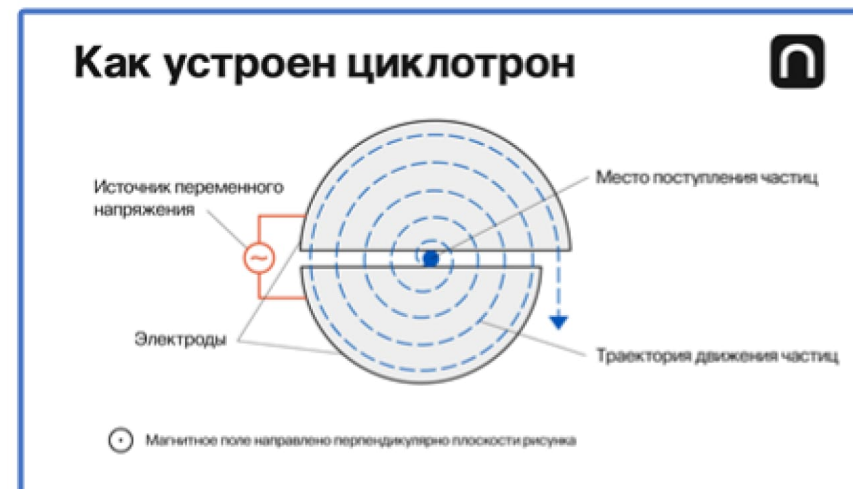 Как устроен циклотрон
Источник переменного
напряжения
Место поступления частиц
~
Электроды
Траектория движения частиц
Магнитное поле направлено перпендикулярно плоскости рисунка